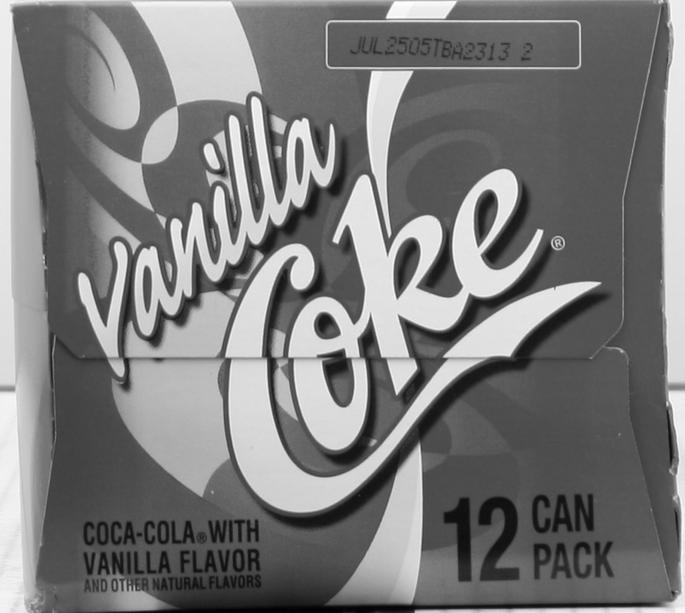 JUL2505TBA2313 2
Vanilla
Coke®
COCA-COLA® WITH
VANILLA FLAVOR
AND OTHER NATURAL FLAVORS
12 CAN
PACK